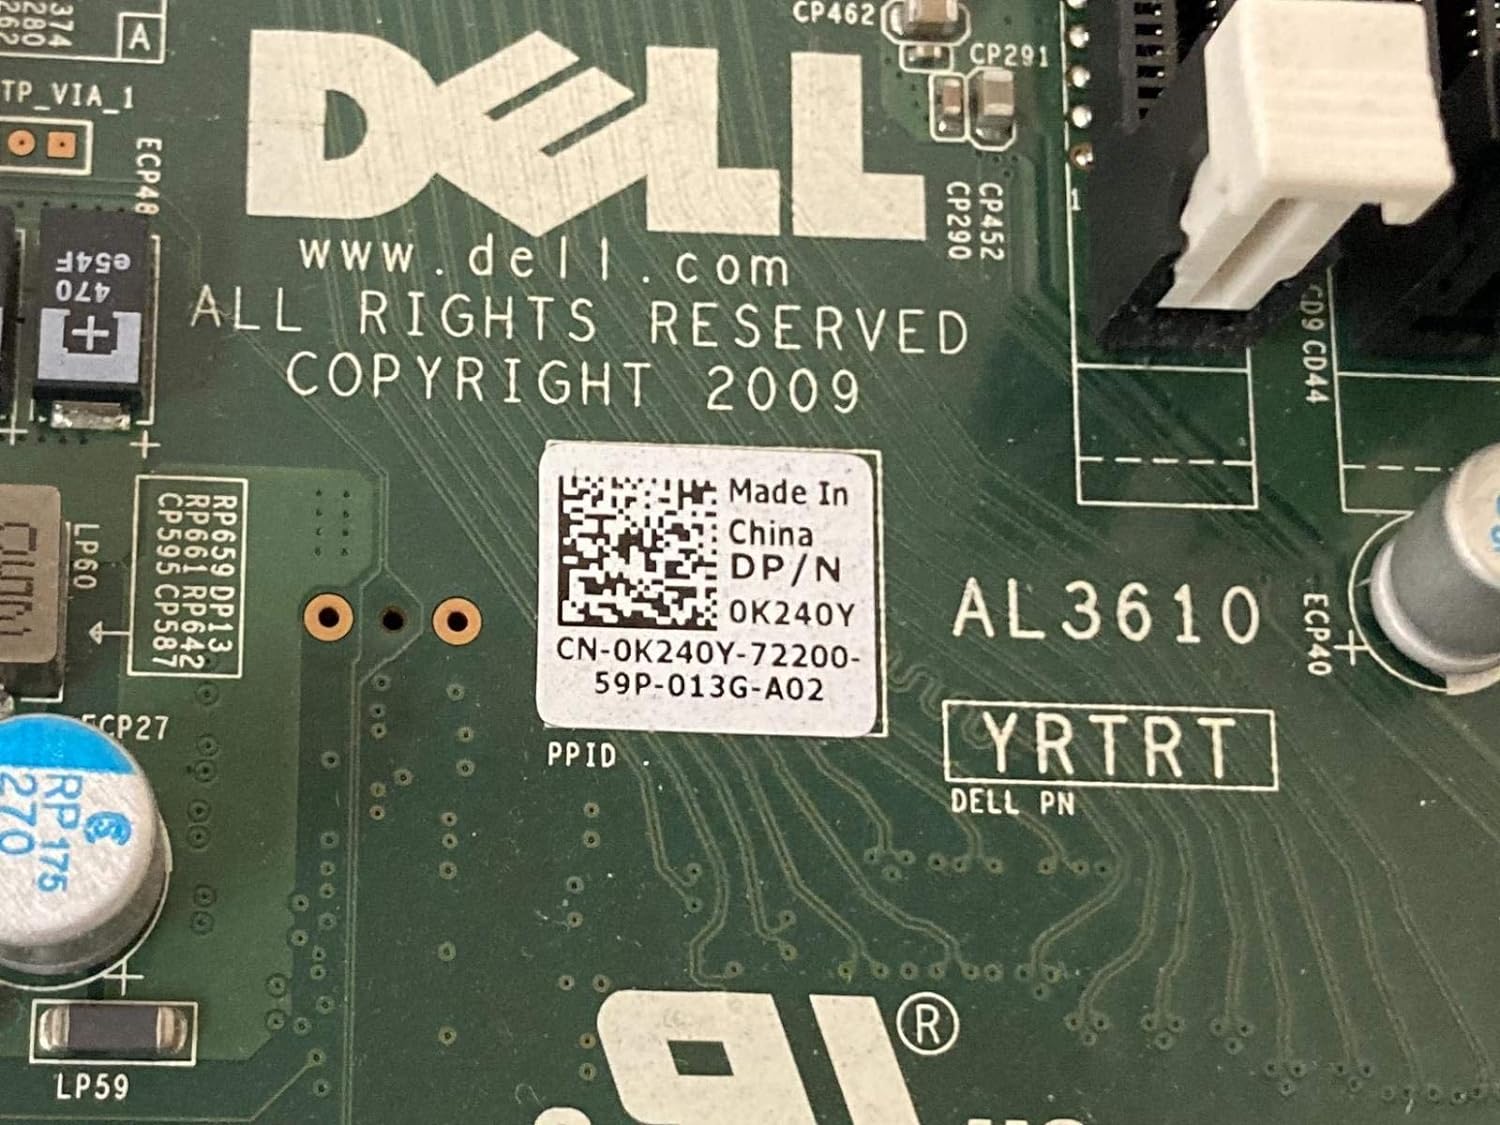 CP462
374
280
262
A
CP291
DELL
TP_VIA_1
ECP48
1
CP452
CP290
www.dell.com
e54F
470
+
ALL RIGHTS RESERVED
COPYRIGHT 2009
CD9 CD44
Made In
China
DP/N
0K240Y
CN-0K240Y-72200-
59P-013G-A02
PPID
RP659 DP13
RP661 RP642
CP595 CP587
LP60
AL3610
ECP40
+
YRTRT
DELL PN
ECP27
RP 175
270
+
LP59
®